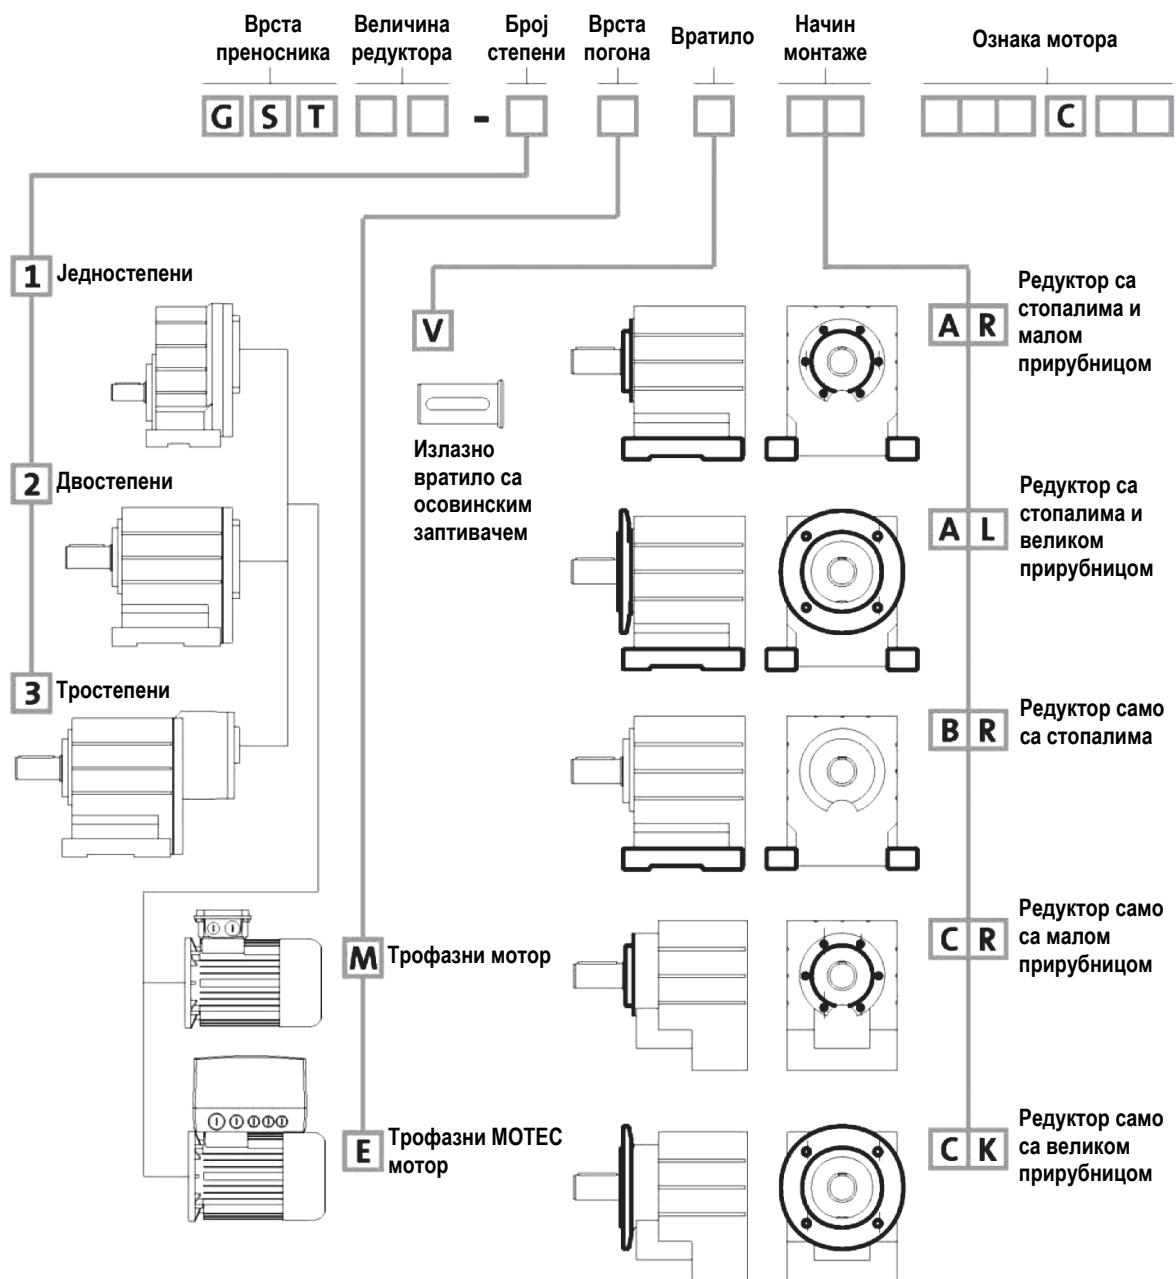 Врста
преносника
Величина
редуктора
Број
степени
Врста
погона
Вратило
Начин
монтаже
Ознака мотора
G S T - C
1 Једностепени
2 Двостепени
3 Тростепени
V
Излазно
вратило са
осовинским
заптивачем
M Трофазни мотор
E Трофазни МОТЕС
мотор
A R
Редуктор са
стопалима и
малом
прирубницом
A L
Редуктор са
стопалима и
великом
прирубницом
B R
Редуктор само
са стопалима
C R
Редуктор само
са малом
прирубницом
C K
Редуктор само
са великом
прирубницом